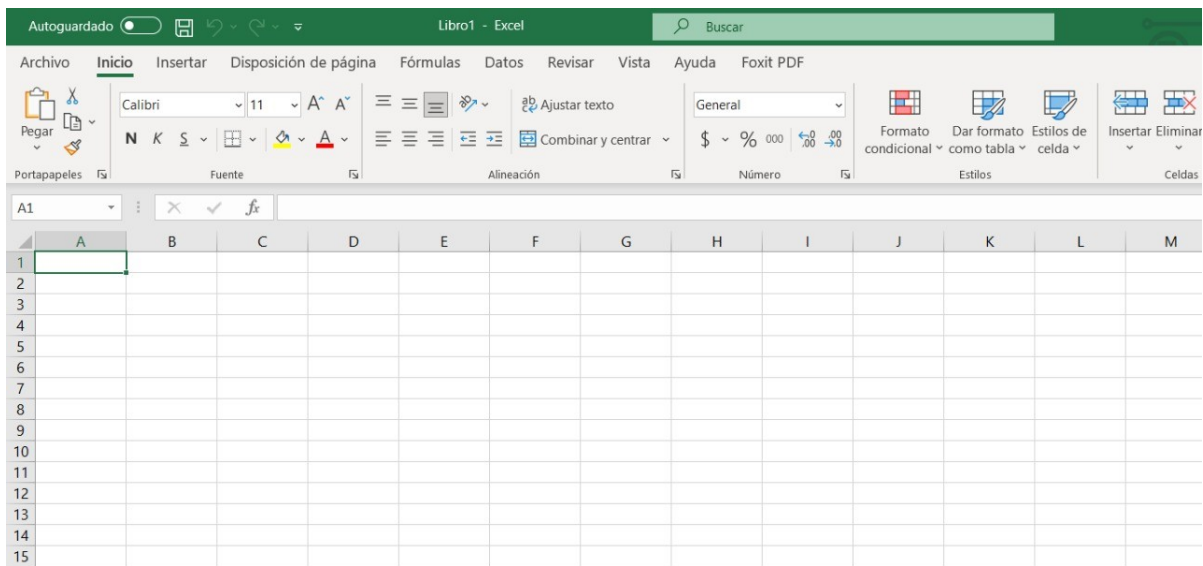 Autoguardado Libro1 - Excel Buscar
Archivo Inicio Insertar Disposición de página Fórmulas Datos Revisar Vista Ayuda Foxit PDF
Pegar
Calibri 11 A A
ab Ajustar texto
General
N K S A
Combinar y centrar
$ % 000
Formato condicional
Dar formato como tabla
Estilos de celda
Insertar Eliminar
Portapapeles Fuente Alineación Número Estilos Celdas
A1 fx
A B C D E F G H I J K L M
1
2
3
4
5
6
7
8
9
10
11
12
13
14
15